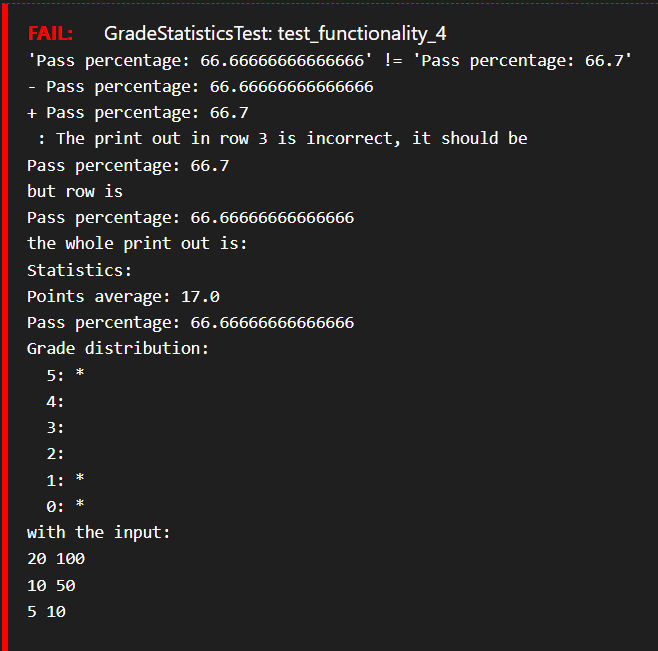 FAIL: GradeStatisticsTest: test_functionality_4
'Pass percentage: 66.66666666666666' != 'Pass percentage: 66.7'
- Pass percentage: 66.66666666666666
+ Pass percentage: 66.7
 : The print out in row 3 is incorrect, it should be
Pass percentage: 66.7
but row is
Pass percentage: 66.66666666666666
the whole print out is:
Statistics:
Points average: 17.0
Pass percentage: 66.66666666666666
Grade distribution:
  5: *
  4:
  3:
  2:
  1: *
  0: *
with the input:
20 100
10 50
5 10